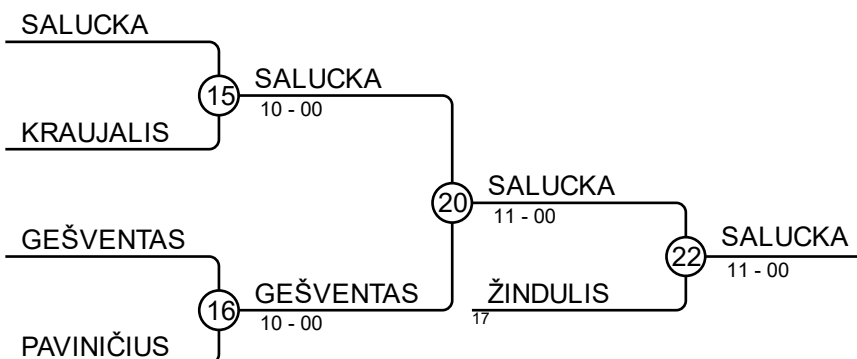 SALUCKA
15
SALUCKA
10 - 00
KRAUJALIS
20
SALUCKA
11 - 00
GEŠVENTAS
22
SALUCKA
11 - 00
16
GEŠVENTAS
10 - 00
ŽINDULIS
17
PAVINIČIUS